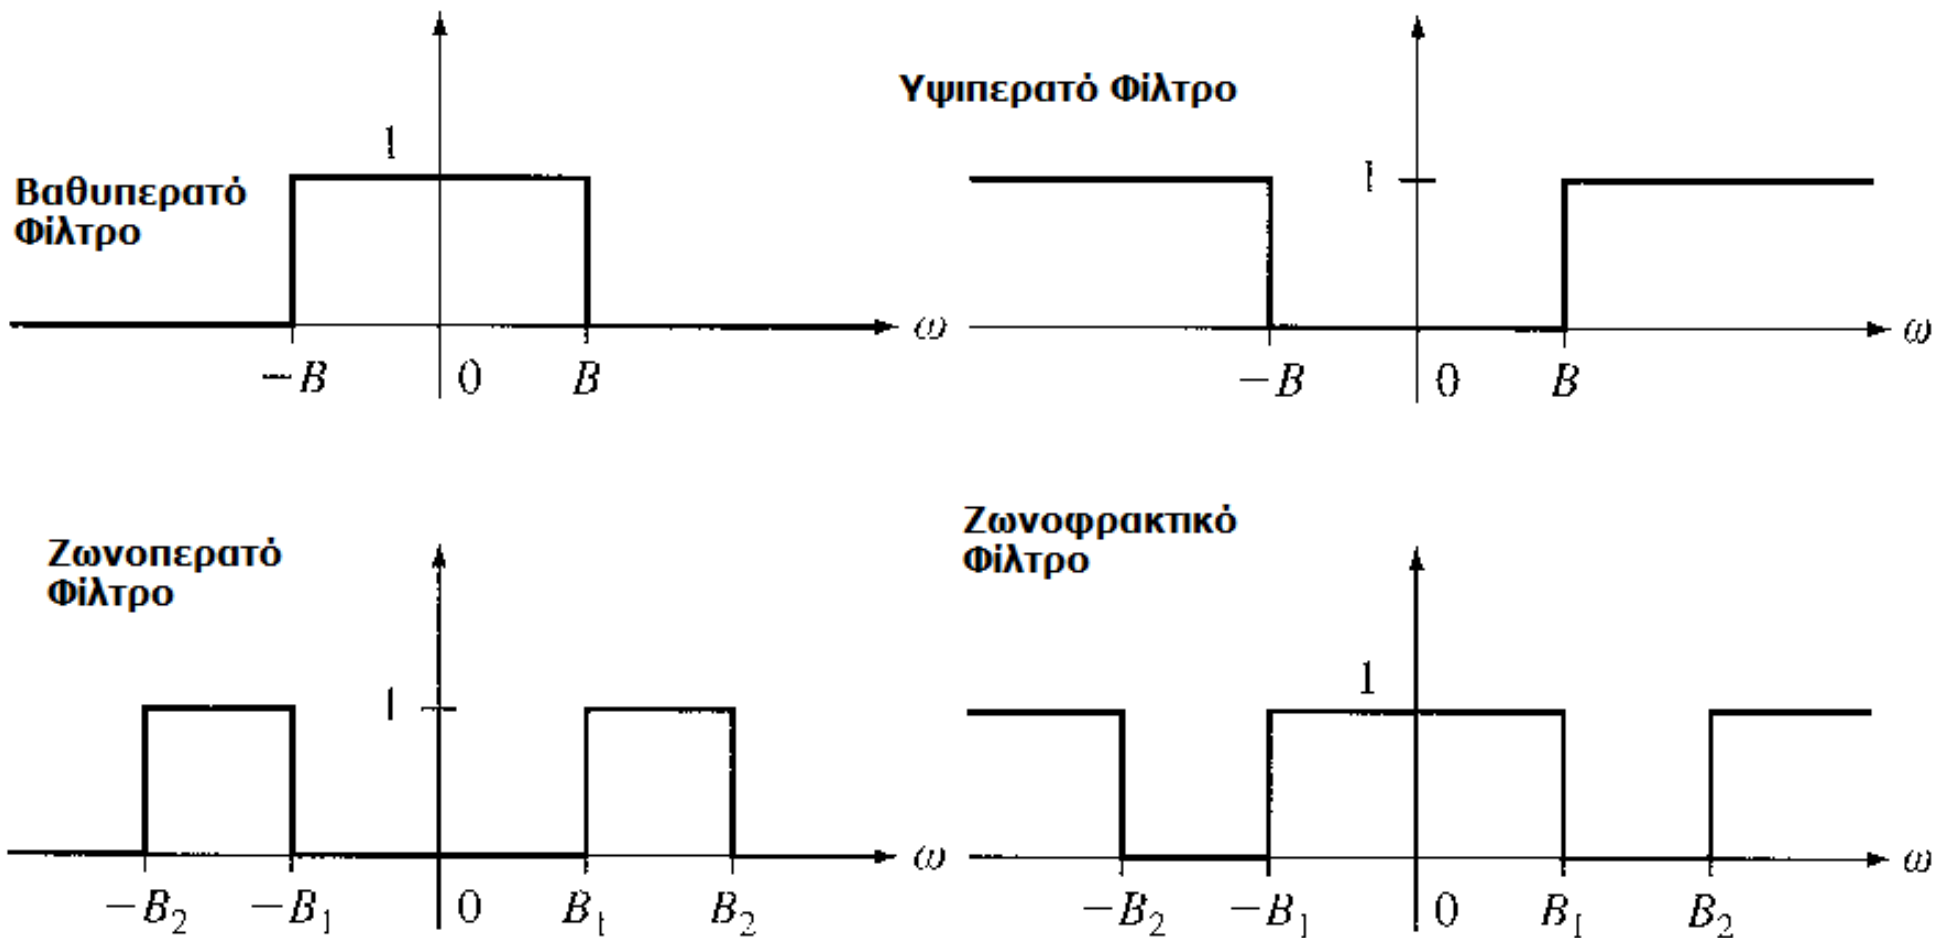 Βαθυπερατό
Φίλτρο
1
-B 0 B ω
Υψιπερατό Φίλτρο
1
-B 0 B ω
Ζωνοπερατό
Φίλτρο
1
-B₂ -B₁ 0 B₁ B₂ ω
Ζωνοφρακτικό
Φίλτρο
1
-B₂ -B₁ 0 B₁ B₂ ω